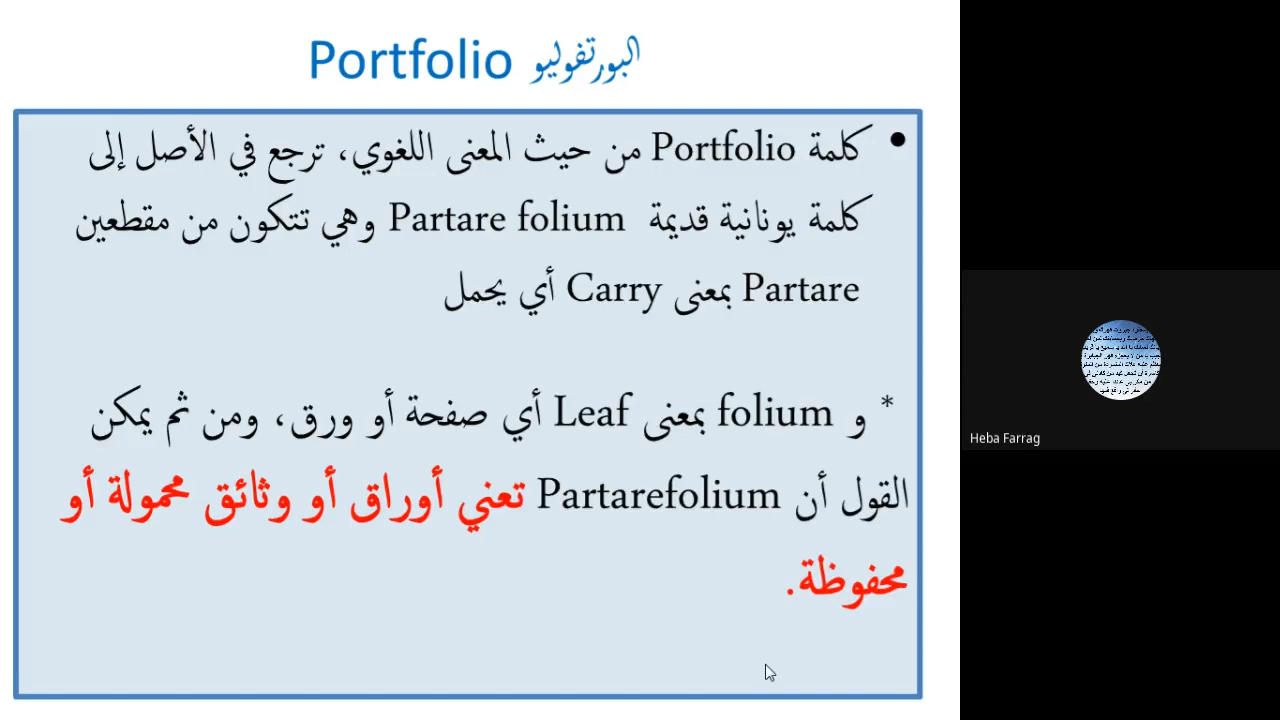 البورتفوليو Portfolio
• كلمة Portfolio من حيث المعنى اللغوي، ترجع في الأصل إلى
كلمة يونانية قديمة Partare folium وهي تتكون من مقطعين
Partare بمعنى Carry أي يحمل
* و folium بمعنى Leaf أي صفحة أو ورق، ومن ثم يمكن
القول أن Partarefolium تعني أوراق أو وثائق محمولة أو
محفوظة.
Heba Farrag